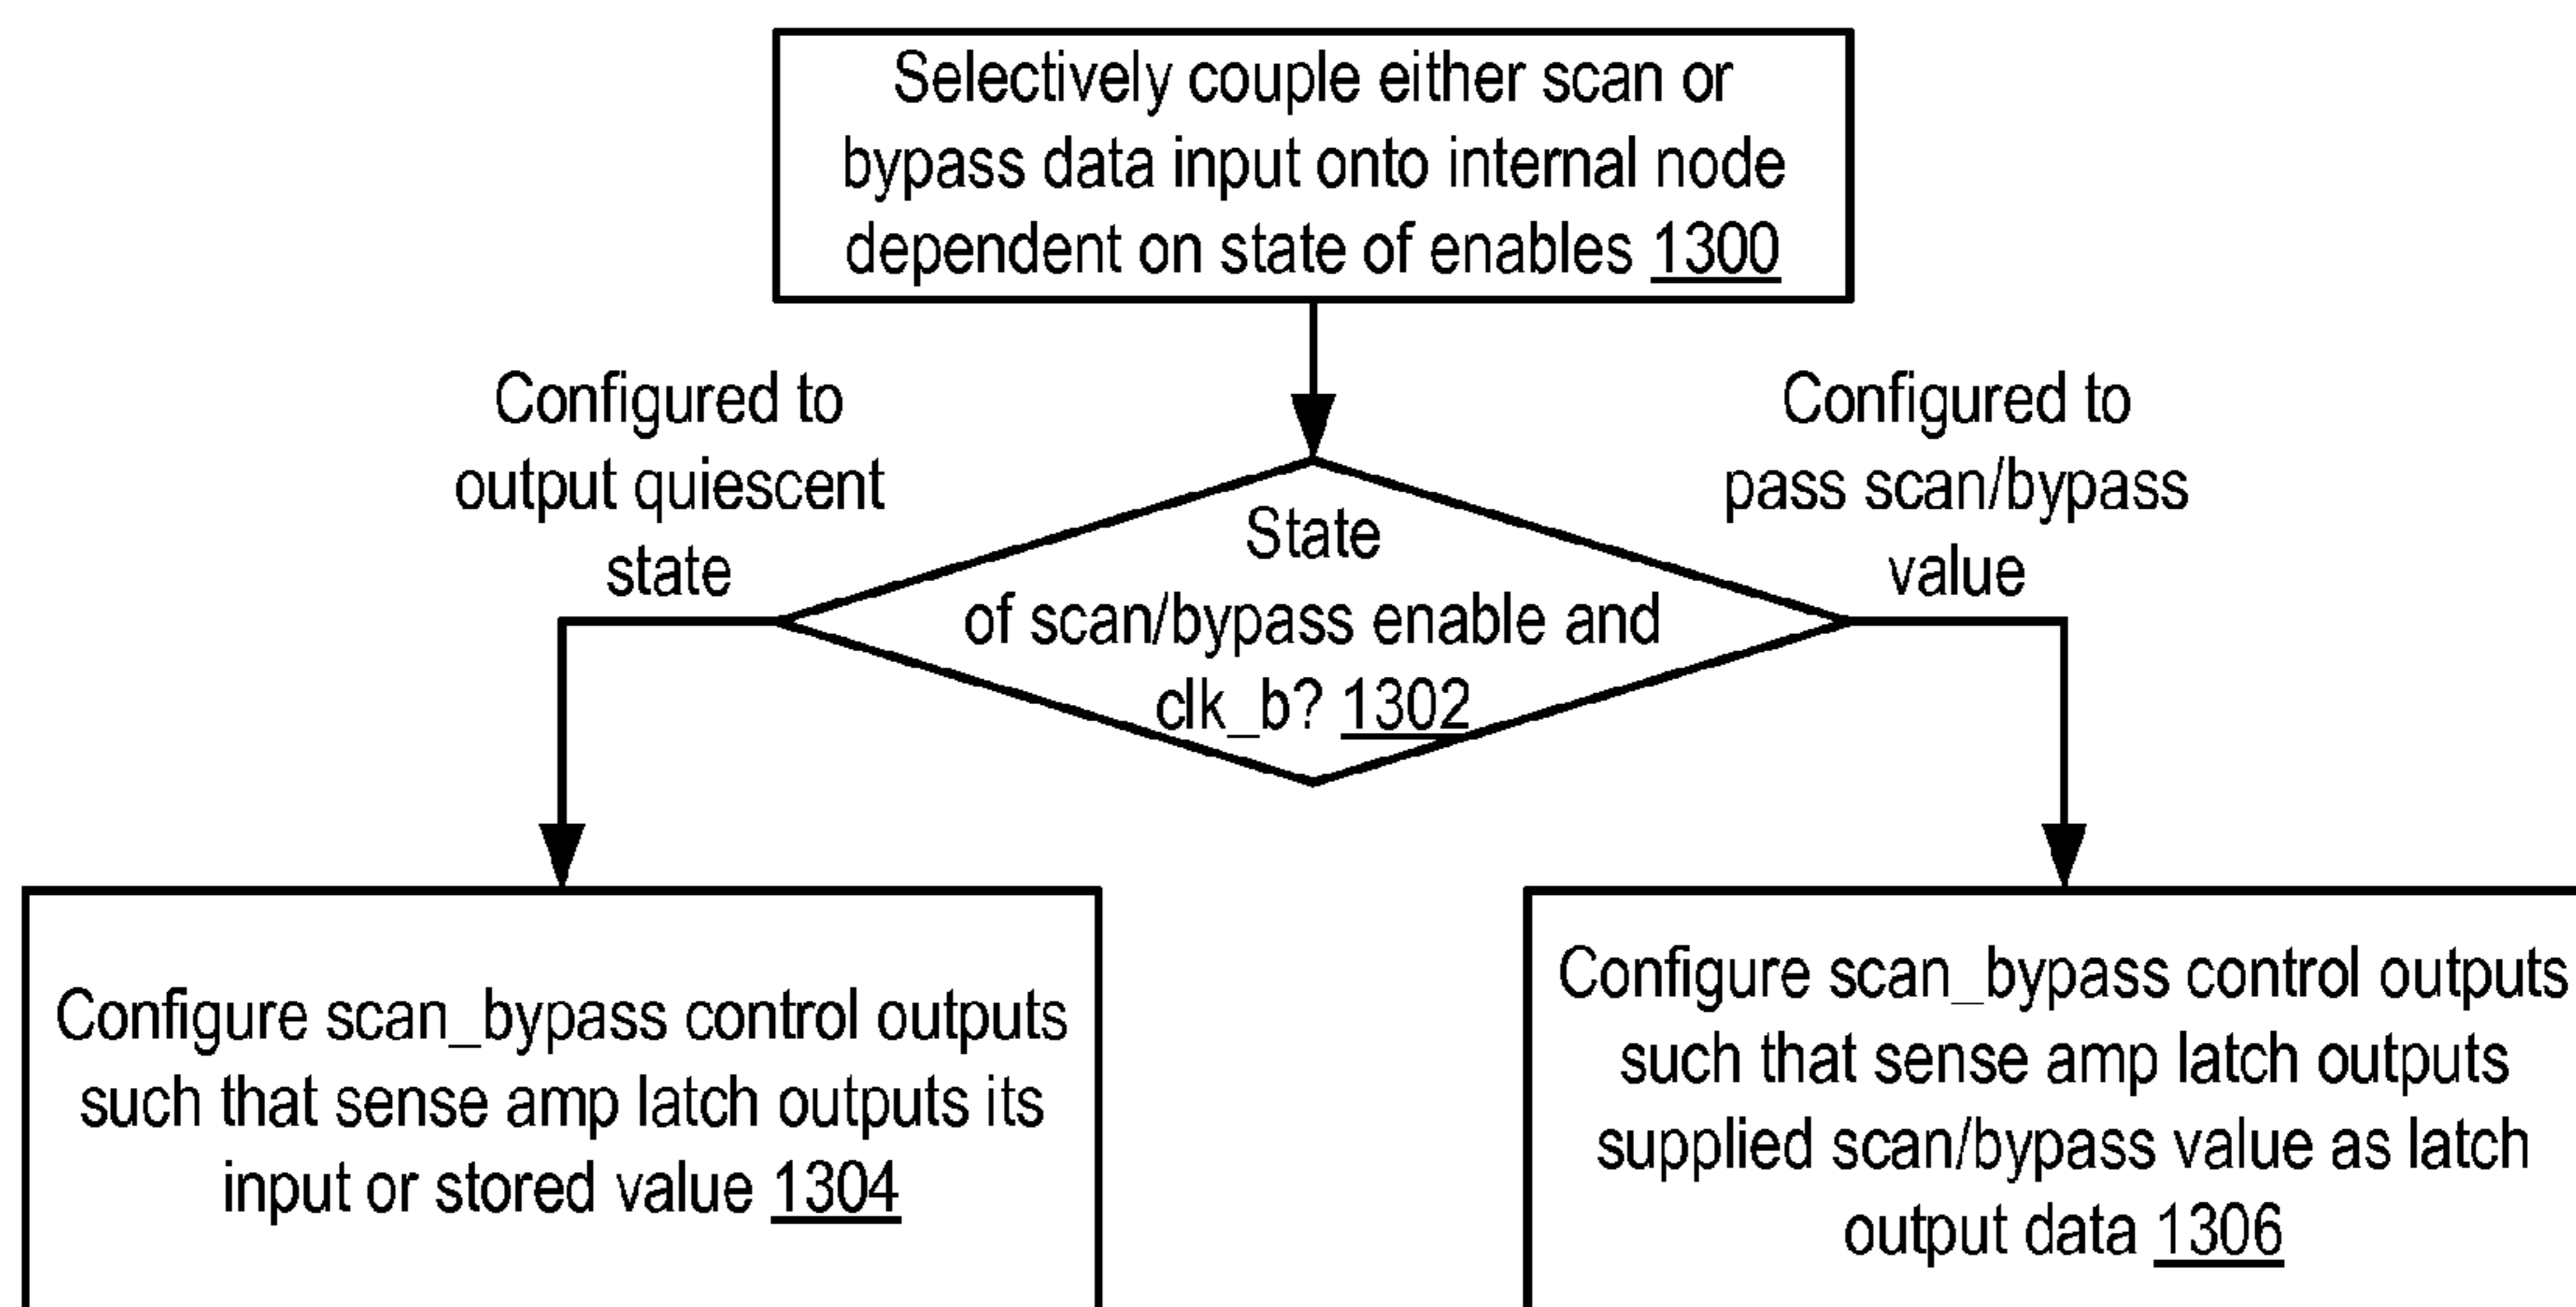 Selectively couple either scan or
bypass data input onto internal node
dependent on state of enables 1300
Configured to
output quiescent
state
Configured to
pass scan/bypass
value
State
of scan/bypass enable and
clk_b? 1302
Configure scan_bypass control outputs
such that sense amp latch outputs its
input or stored value 1304
Configure scan_bypass control outputs
such that sense amp latch outputs
supplied scan/bypass value as latch
output data 1306